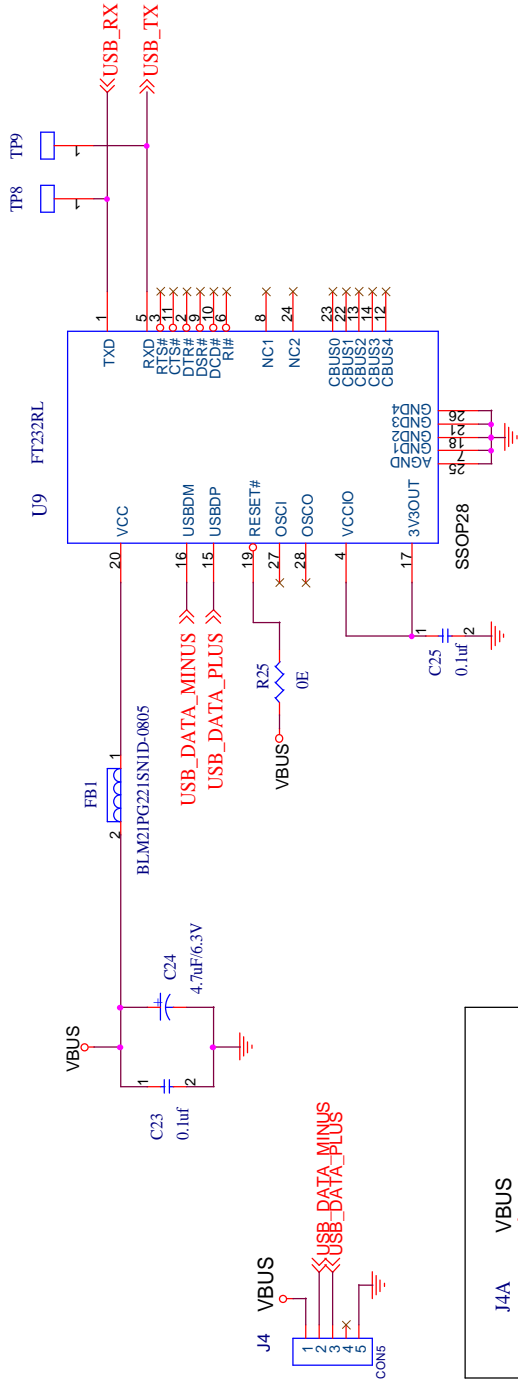 USB_RX
USB_TX
TP9
1
TP8
1
U9
FT232RL
TXD
1
RXD
5
RTS#
3
CTS#
11
DTR#
2
DSR#
9
DCD#
10
RI#
6
NC1
8
NC2
24
CBUS0
23
CBUS1
22
CBUS2
13
CBUS3
14
CBUS4
12
VCC
20
USBDM
16
USBDP
15
RESET#
19
OSCI
27
OSCO
28
VCCIO
4
3V3OUT
17
AGND
25
GND1
7
GND2
18
GND3
21
GND4
26
SSOP28
FB1
1
2
BLM21PG221SN1D-0805
USB_DATA_MINUS
USB_DATA_PLUS
R25
0E
VBUS
C25
0.1uf
1
2
VBUS
C24
4.7uF/6.3V
+
C23
0.1uf
1
2
J4
VBUS
1
2
3
4
5
CON5
USB_DATA_MINUS
USB_DATA_PLUS
J4A
VBUS